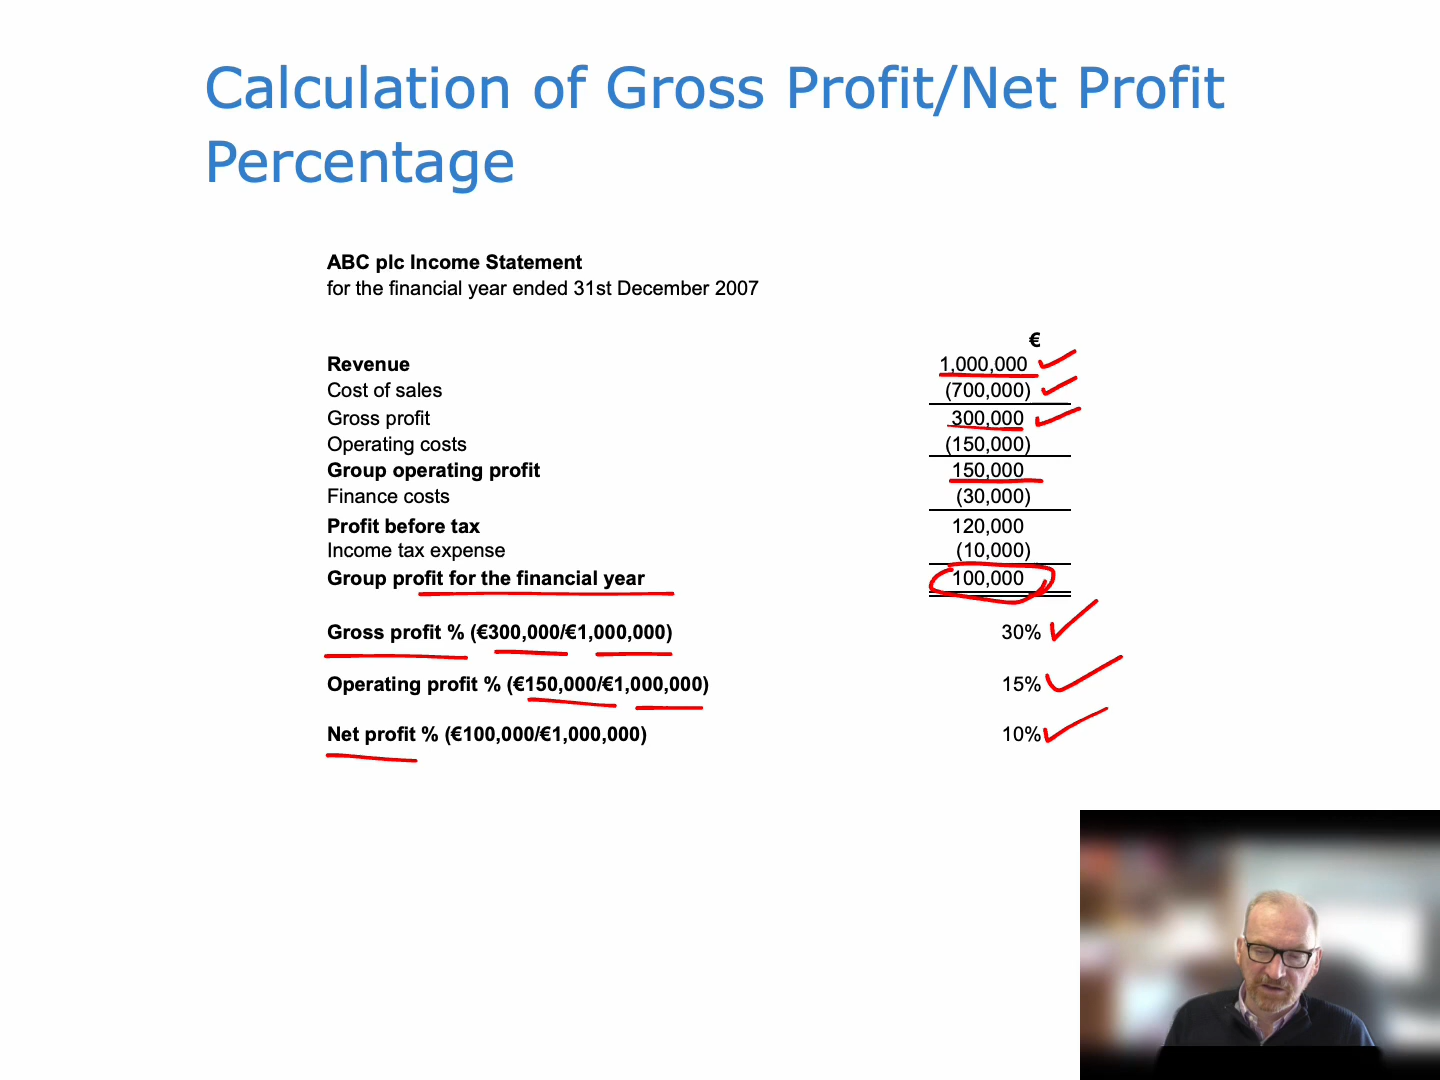 Calculation of Gross Profit/Net Profit
Percentage
ABC plc Income Statement
for the financial year ended 31st December 2007
€
Revenue 1,000,000
Cost of sales (700,000)
Gross profit 300,000
Operating costs (150,000)
Group operating profit 150,000
Finance costs (30,000)
Profit before tax 120,000
Income tax expense (10,000)
Group profit for the financial year 100,000
Gross profit % (€300,000/€1,000,000) 30%
Operating profit % (€150,000/€1,000,000) 15%
Net profit % (€100,000/€1,000,000) 10%